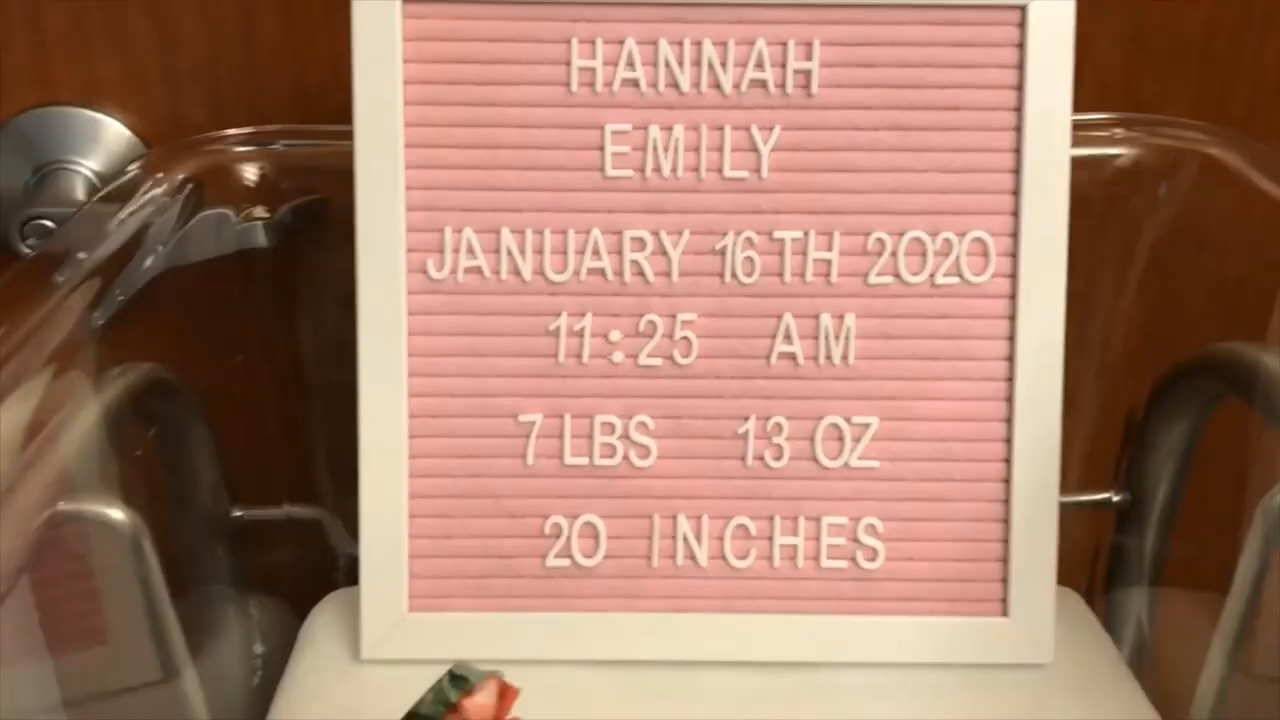 HANNAH
EMILY
JANUARY 16TH 2020
11:25 AM
7 LBS 13 OZ
20 INCHES